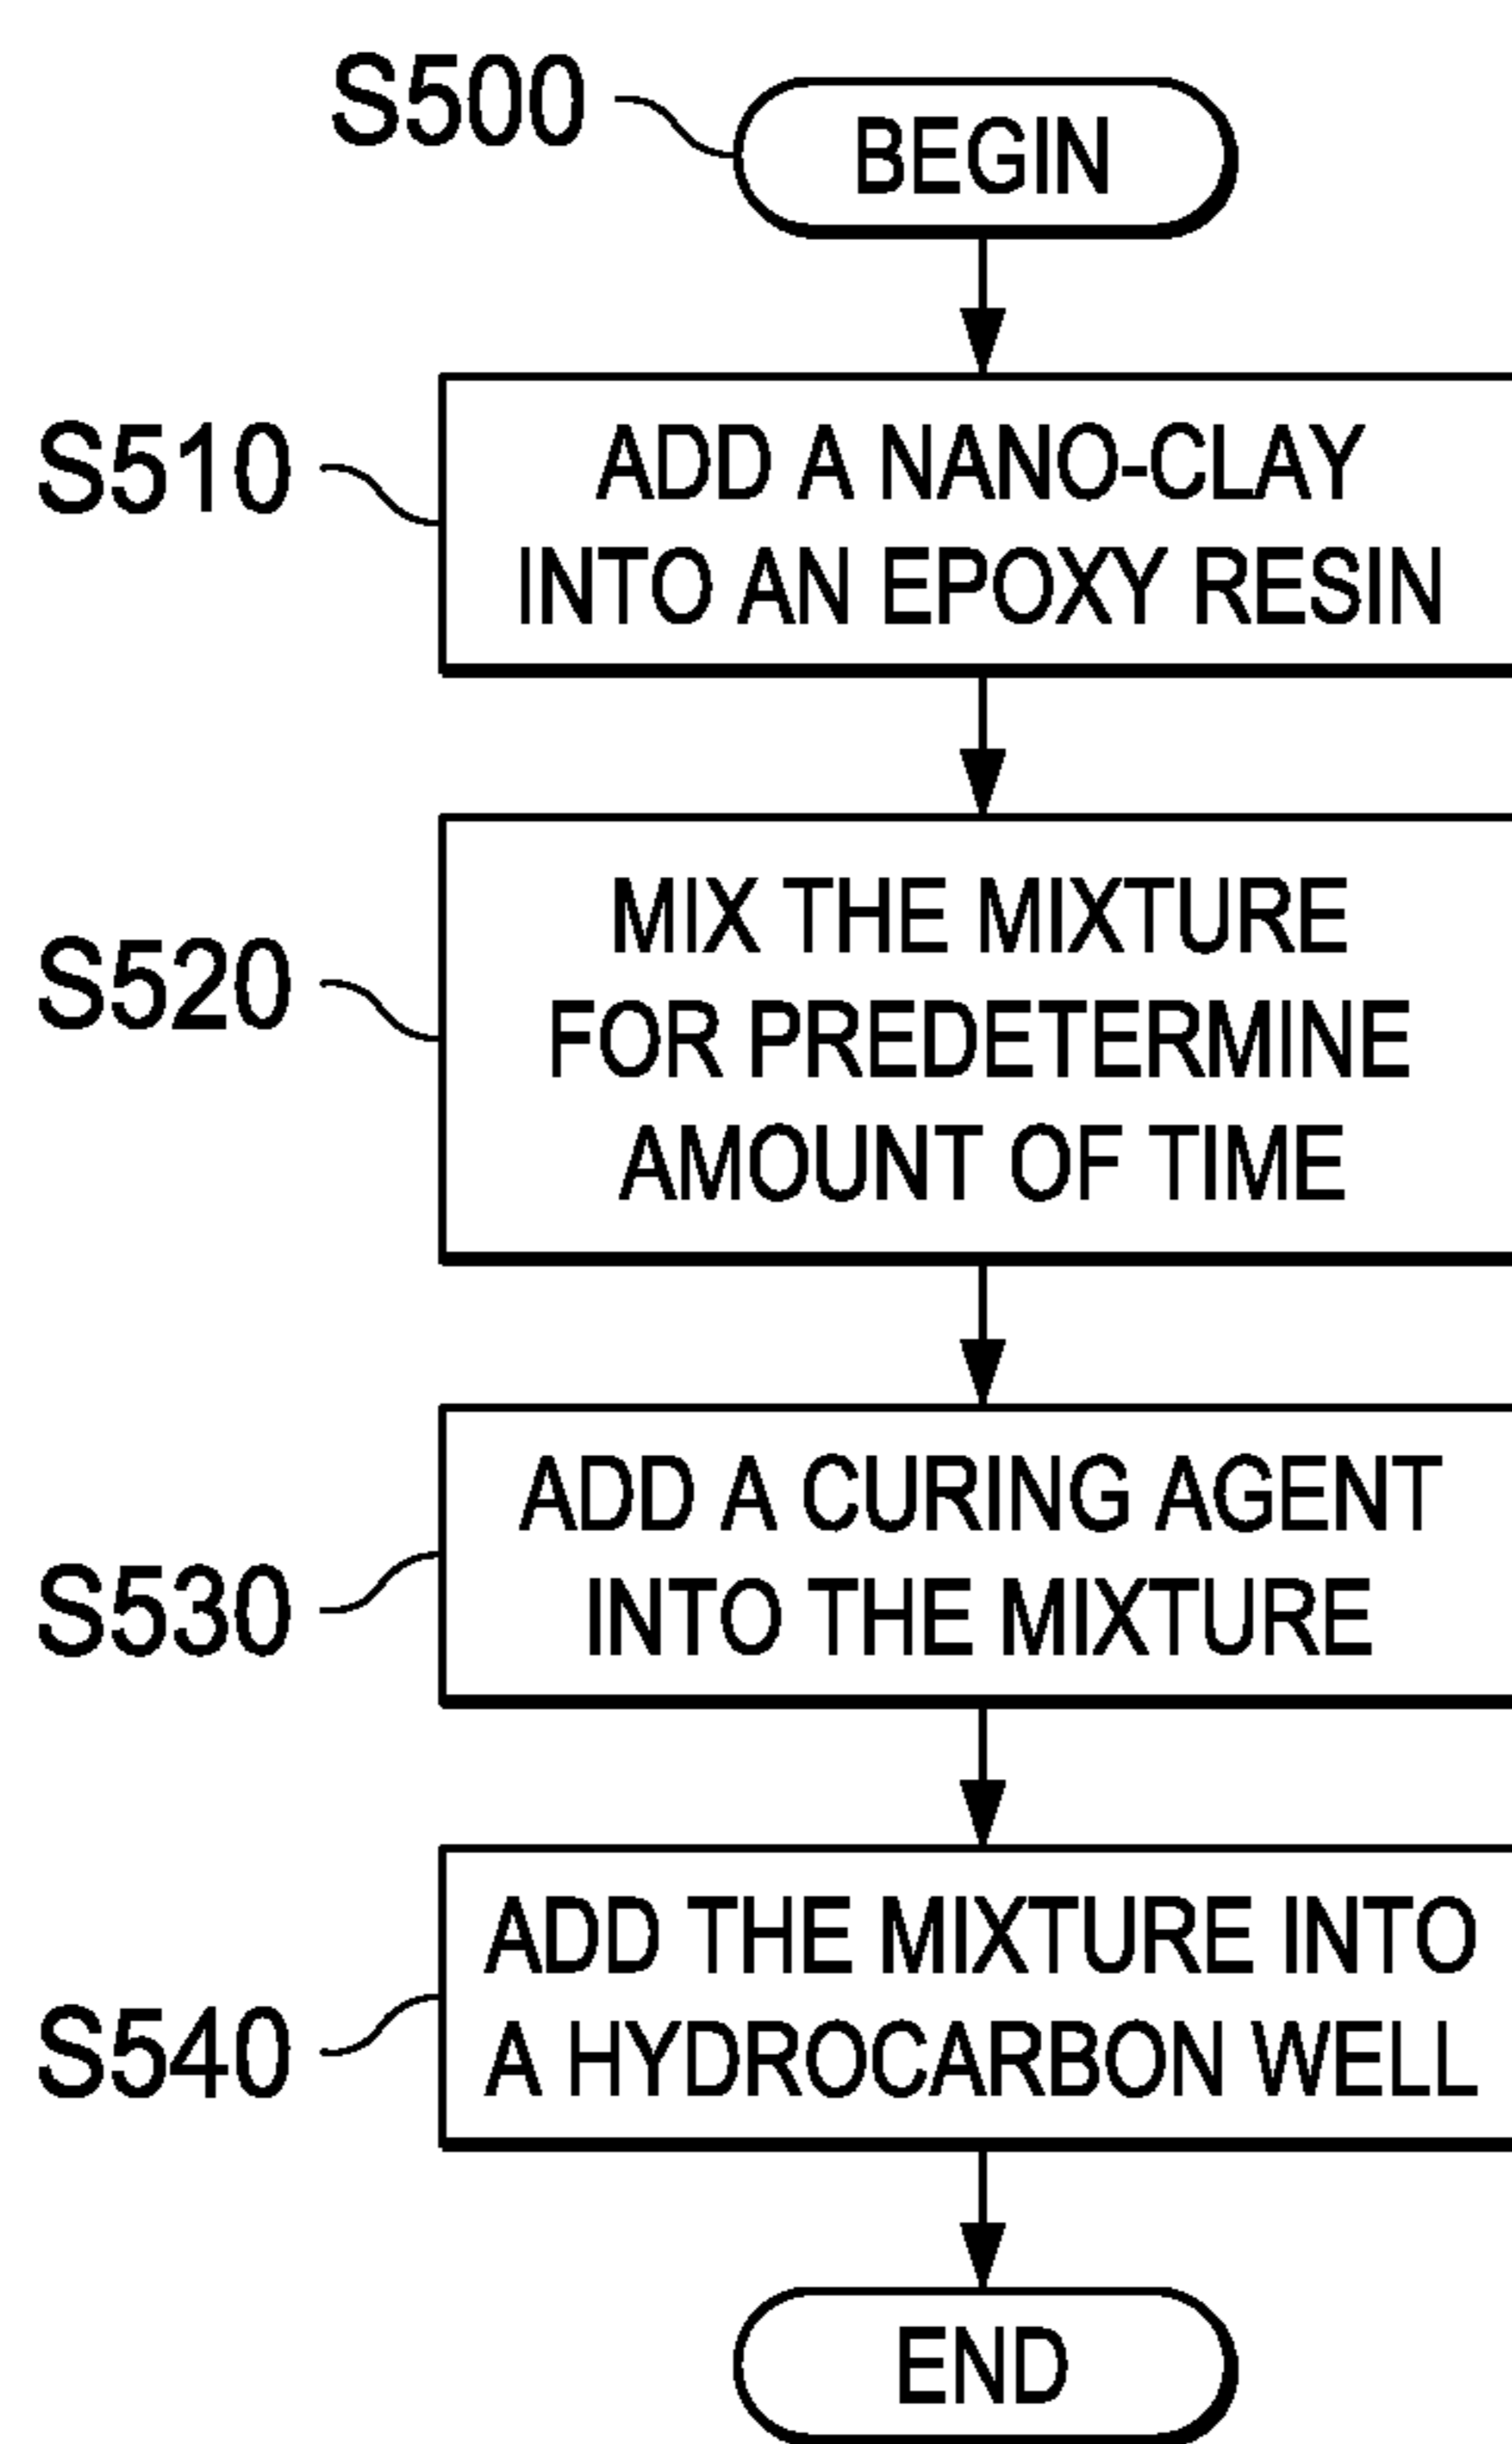 S500
BEGIN
S510
ADD A NANO-CLAY
INTO AN EPOXY RESIN
S520
MIX THE MIXTURE
FOR PREDETERMINE
AMOUNT OF TIME
S530
ADD A CURING AGENT
INTO THE MIXTURE
S540
ADD THE MIXTURE INTO
A HYDROCARBON WELL
END